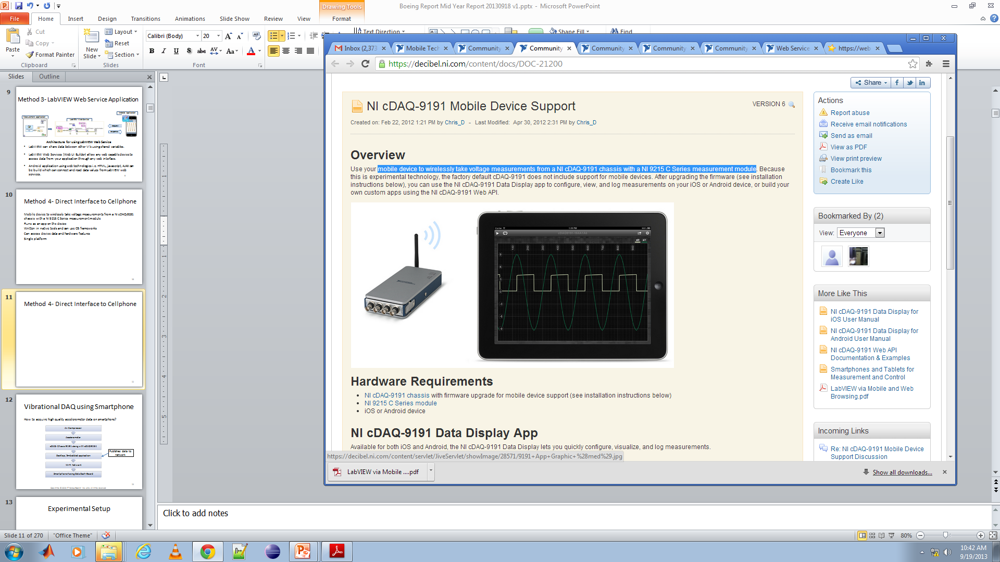 Boeing Report Mid Year Report 20130918 v1.pptx - Microsoft PowerPoint
Drawing Tools
File Home Insert Design Transitions Animations Slide Show Review View Format
Paste
Cut
Copy
Format Painter
Clipboard
New Slide
Layout
Reset
Section
Slides
Calibri (Body) 20
Font
Text Direction
Shape Fill
Find
Slides Outline
9
Method 3- LabVIEW Web Service Application
Measurement Application
LabVIEW Web Service
Android Application
Architecture for using LabVIEW Web Service
• LabVIEW can share data between other VI's using shared variables.
• LabVIEW Web Services (Web UI Builder) allow any web capable device to
access data from your application through any web interface.
• Android application using web technologies i.e. HTML, javascript, AJAX can
be build which can connect and read data values from LabVIEW web
services.
10
Method 4- Direct Interface to Cellphone
Mobile device to wirelessly take voltage measurements from a NI cDAQ-9191
chassis with a NI 9215 C Series measurement module
Runs as an app on the device
Written in native tools and can use OS frameworks
Can access device data and hardware features
Single platform
11
Method 4- Direct Interface to Cellphone
12
Vibrational DAQ using Smartphone
How to acquire high quality accelerometer data on smartphone?
Air Compressor
Accelerometer
Desktop /Embedded application
Wi-Fi Network
Smartphone having Data Dash-Board
Publishes data to
network
13
Experimental Setup
Inbox (2,373
Mobile Tech
Community
Community
Community
Community
Community
Web Service
https://web
https://decibel.ni.com/content/docs/DOC-21200
Share
NI cDAQ-9191 Mobile Device Support
VERSION 6
Created on: Feb 22, 2012 1:21 PM by Chris_D - Last Modified: Apr 30, 2012 2:31 PM by Chris_D
Overview
Use your mobile device to wirelessly take voltage measurements from a NI cDAQ-9191 chassis with a NI 9215 C Series measurement module. Because
this is experimental technology, the factory default cDAQ-9191 does not include support for mobile devices. After upgrading the firmware (see installation
instructions below), you can use the NI cDAQ-9191 Data Display app to configure, view, and log measurements on your iOS or Android device, or build your
own custom apps using the NI cDAQ-9191 Web API.
Hardware Requirements
• NI cDAQ-9191 chassis with firmware upgrade for mobile device support (see installation instructions below)
• NI 9215 C Series module
• iOS or Android device
NI cDAQ-9191 Data Display App
Available for both iOS and Android, the NI cDAQ-9191 Data Display lets you quickly configure, visualize, and log measurements.
https://decibel.ni.com/content/servlet/JiveServlet/showImage/28571/9191+App+Graphic+%28med%29.jpg
Actions
Report abuse
Receive email notifications
Send as email
View as PDF
View print preview
Bookmark this
Create Like
Bookmarked By (2)
View: Everyone
More Like This
NI cDAQ-9191 Data Display for
iOS User Manual
NI cDAQ-9191 Data Display for
Android User Manual
NI cDAQ-9191 Web API
Documentation & Examples
Smartphones and Tablets for
Measurement and Control
LabVIEW via Mobile and Web
Browsing.pdf
Incoming Links
Re: NI cDAQ-9191 Mobile Device
Support Discussion
LabVIEW via Mobile ....pdf
Show all downloads...
Click to add notes
Slide 11 of 270 "Office Theme"
80%
10:42 AM
9/19/2013